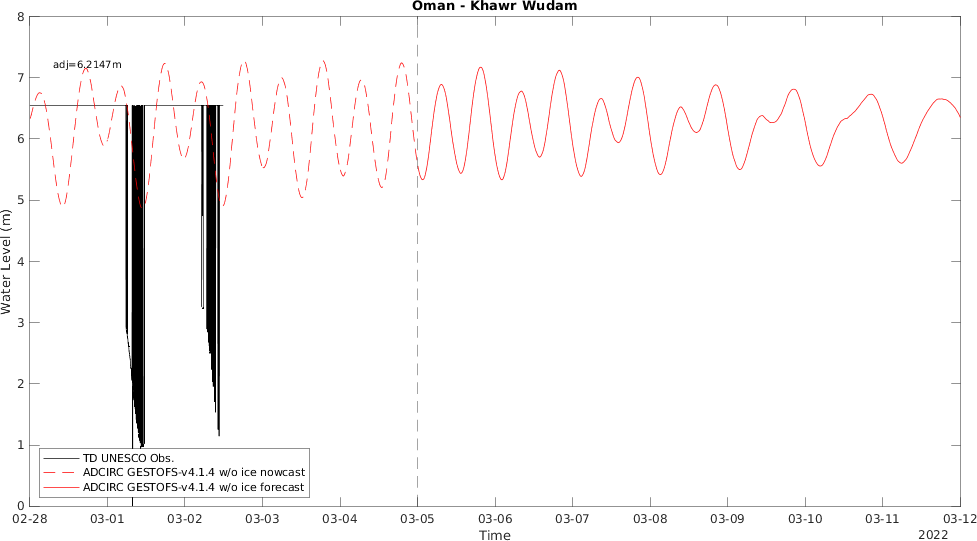 Oman - Khawr Wudam
8
7
6
5
4
3
2
1
0
Water Level (m)
adj=6.2147m
TD UNESCO Obs.
ADCIRC GESTOFS-v4.1.4 w/o ice nowcast
ADCIRC GESTOFS-v4.1.4 w/o ice forecast
02-28 03-01 03-02 03-03 03-04 03-05 03-06 03-07 03-08 03-09 03-10 03-11 03-12
Time
2022